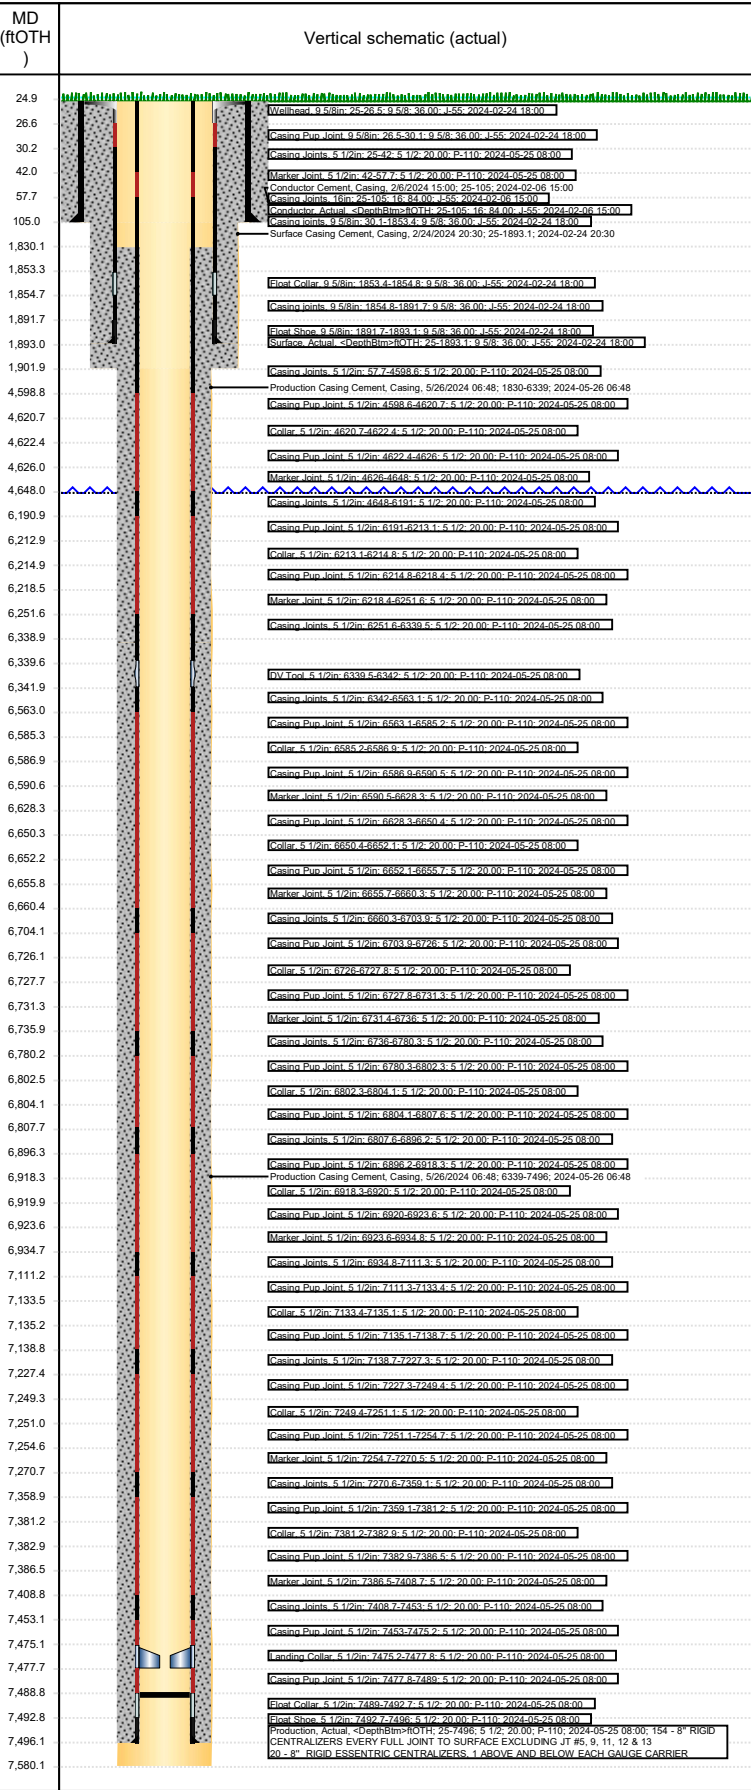 MD
(ftOTH
)
Vertical schematic (actual)
24.9
26.6
30.2
42.0
57.7
105.0
1,830.1
1,853.3
1,854.7
1,891.7
1,893.0
1,901.9
4,598.8
4,620.7
4,622.4
4,626.0
4,648.0
6,190.9
6,212.9
6,214.9
6,218.5
6,251.6
6,338.9
6,339.6
6,341.9
6,563.0
6,585.3
6,586.9
6,590.6
6,628.3
6,650.3
6,652.2
6,655.8
6,660.4
6,704.1
6,726.1
6,727.7
6,731.3
6,735.9
6,780.2
6,802.5
6,804.1
6,807.7
6,896.3
6,918.3
6,919.9
6,923.6
6,934.7
7,111.2
7,133.5
7,135.2
7,138.8
7,227.4
7,249.3
7,251.0
7,254.6
7,270.7
7,358.9
7,381.2
7,382.9
7,386.5
7,408.8
7,453.1
7,475.1
7,477.7
7,488.8
7,492.8
7,496.1
7,580.1
Wellhead, 9 5/8in; 25-26.5; 9 5/8; 36.00; J-55; 2024-02-24 18:00
Casing Pup Joint, 9 5/8in; 26.5-30.1; 9 5/8; 36.00; J-55; 2024-02-24 18:00
Casing Joints, 5 1/2in; 25-42; 5 1/2; 20.00; P-110; 2024-05-25 08:00
Marker Joint, 5 1/2in; 42-57.7; 5 1/2; 20.00; P-110; 2024-05-25 08:00
Conductor Cement, Casing, 2/6/2024 15:00; 25-105; 2024-02-06 15:00
Casing Joints, 16in; 25-105; 16; 84.00; J-55; 2024-02-06 15:00
Conductor, Actual, <DepthBtm>ftOTH; 25-105; 16; 84.00; J-55; 2024-02-06 15:00
Casing joints, 9 5/8in; 30.1-1853.4; 9 5/8; 36.00; J-55; 2024-02-24 18:00
Surface Casing Cement, Casing, 2/24/2024 20:30; 25-1893.1; 2024-02-24 20:30
Float Collar, 9 5/8in; 1853.4-1854.8; 9 5/8; 36.00; J-55; 2024-02-24 18:00
Casing joints, 9 5/8in; 1854.8-1891.7; 9 5/8; 36.00; J-55; 2024-02-24 18:00
Float Shoe, 9 5/8in; 1891.7-1893.1; 9 5/8; 36.00; J-55; 2024-02-24 18:00
Surface, Actual, <DepthBtm>ftOTH; 25-1893.1; 9 5/8; 36.00; J-55; 2024-02-24 18:00
Casing Joints, 5 1/2in; 57.7-4598.6; 5 1/2; 20.00; P-110; 2024-05-25 08:00
Production Casing Cement, Casing, 5/26/2024 06:48; 1830-6339; 2024-05-26 06:48
Casing Pup Joint, 5 1/2in; 4598.6-4620.7; 5 1/2; 20.00; P-110; 2024-05-25 08:00
Collar, 5 1/2in; 4620.7-4622.4; 5 1/2; 20.00; P-110; 2024-05-25 08:00
Casing Pup Joint, 5 1/2in; 4622.4-4626; 5 1/2; 20.00; P-110; 2024-05-25 08:00
Marker Joint, 5 1/2in; 4626-4648; 5 1/2; 20.00; P-110; 2024-05-25 08:00
Casing Joints, 5 1/2in; 4648-6191; 5 1/2; 20.00; P-110; 2024-05-25 08:00
Casing Pup Joint, 5 1/2in; 6191-6213.1; 5 1/2; 20.00; P-110; 2024-05-25 08:00
Collar, 5 1/2in; 6213.1-6214.8; 5 1/2; 20.00; P-110; 2024-05-25 08:00
Casing Pup Joint, 5 1/2in; 6214.8-6218.4; 5 1/2; 20.00; P-110; 2024-05-25 08:00
Marker Joint, 5 1/2in; 6218.4-6251.6; 5 1/2; 20.00; P-110; 2024-05-25 08:00
Casing Joints, 5 1/2in; 6251.6-6339.5; 5 1/2; 20.00; P-110; 2024-05-25 08:00
DV Tool, 5 1/2in; 6339.5-6342; 5 1/2; 20.00; P-110; 2024-05-25 08:00
Casing Joints, 5 1/2in; 6342-6563.1; 5 1/2; 20.00; P-110; 2024-05-25 08:00
Casing Pup Joint, 5 1/2in; 6563.1-6585.2; 5 1/2; 20.00; P-110; 2024-05-25 08:00
Collar, 5 1/2in; 6585.2-6586.9; 5 1/2; 20.00; P-110; 2024-05-25 08:00
Casing Pup Joint, 5 1/2in; 6586.9-6590.5; 5 1/2; 20.00; P-110; 2024-05-25 08:00
Marker Joint, 5 1/2in; 6590.5-6628.3; 5 1/2; 20.00; P-110; 2024-05-25 08:00
Casing Pup Joint, 5 1/2in; 6628.3-6650.4; 5 1/2; 20.00; P-110; 2024-05-25 08:00
Collar, 5 1/2in; 6650.4-6652.1; 5 1/2; 20.00; P-110; 2024-05-25 08:00
Casing Pup Joint, 5 1/2in; 6652.1-6655.7; 5 1/2; 20.00; P-110; 2024-05-25 08:00
Marker Joint, 5 1/2in; 6655.7-6660.3; 5 1/2; 20.00; P-110; 2024-05-25 08:00
Casing Joints, 5 1/2in; 6660.3-6703.9; 5 1/2; 20.00; P-110; 2024-05-25 08:00
Casing Pup Joint, 5 1/2in; 6703.9-6726; 5 1/2; 20.00; P-110; 2024-05-25 08:00
Collar, 5 1/2in; 6726-6727.8; 5 1/2; 20.00; P-110; 2024-05-25 08:00
Casing Pup Joint, 5 1/2in; 6727.8-6731.3; 5 1/2; 20.00; P-110; 2024-05-25 08:00
Marker Joint, 5 1/2in; 6731.4-6736; 5 1/2; 20.00; P-110; 2024-05-25 08:00
Casing Joints, 5 1/2in; 6736-6780.3; 5 1/2; 20.00; P-110; 2024-05-25 08:00
Casing Pup Joint, 5 1/2in; 6780.3-6802.3; 5 1/2; 20.00; P-110; 2024-05-25 08:00
Collar, 5 1/2in; 6802.3-6804.1; 5 1/2; 20.00; P-110; 2024-05-25 08:00
Casing Pup Joint, 5 1/2in; 6804.1-6807.6; 5 1/2; 20.00; P-110; 2024-05-25 08:00
Casing Joints, 5 1/2in; 6807.6-6896.2; 5 1/2; 20.00; P-110; 2024-05-25 08:00
Casing Pup Joint, 5 1/2in; 6896.2-6918.3; 5 1/2; 20.00; P-110; 2024-05-25 08:00
Production Casing Cement, Casing, 5/26/2024 06:48; 6339-7496; 2024-05-26 06:48
Collar, 5 1/2in; 6918.3-6920; 5 1/2; 20.00; P-110; 2024-05-25 08:00
Casing Pup Joint, 5 1/2in; 6920-6923.6; 5 1/2; 20.00; P-110; 2024-05-25 08:00
Marker Joint, 5 1/2in; 6923.6-6934.8; 5 1/2; 20.00; P-110; 2024-05-25 08:00
Casing Joints, 5 1/2in; 6934.8-7111.3; 5 1/2; 20.00; P-110; 2024-05-25 08:00
Casing Pup Joint, 5 1/2in; 7111.3-7133.4; 5 1/2; 20.00; P-110; 2024-05-25 08:00
Collar, 5 1/2in; 7133.4-7135.1; 5 1/2; 20.00; P-110; 2024-05-25 08:00
Casing Pup Joint, 5 1/2in; 7135.1-7138.7; 5 1/2; 20.00; P-110; 2024-05-25 08:00
Casing Joints, 5 1/2in; 7138.7-7227.3; 5 1/2; 20.00; P-110; 2024-05-25 08:00
Casing Pup Joint, 5 1/2in; 7227.3-7249.4; 5 1/2; 20.00; P-110; 2024-05-25 08:00
Collar, 5 1/2in; 7249.4-7251.1; 5 1/2; 20.00; P-110; 2024-05-25 08:00
Casing Pup Joint, 5 1/2in; 7251.1-7254.7; 5 1/2; 20.00; P-110; 2024-05-25 08:00
Marker Joint, 5 1/2in; 7254.7-7270.5; 5 1/2; 20.00; P-110; 2024-05-25 08:00
Casing Joints, 5 1/2in; 7270.6-7359.1; 5 1/2; 20.00; P-110; 2024-05-25 08:00
Casing Pup Joint, 5 1/2in; 7359.1-7381.2; 5 1/2; 20.00; P-110; 2024-05-25 08:00
Collar, 5 1/2in; 7381.2-7382.9; 5 1/2; 20.00; P-110; 2024-05-25 08:00
Casing Pup Joint, 5 1/2in; 7382.9-7386.5; 5 1/2; 20.00; P-110; 2024-05-25 08:00
Marker Joint, 5 1/2in; 7386.5-7408.7; 5 1/2; 20.00; P-110; 2024-05-25 08:00
Casing Joints, 5 1/2in; 7408.7-7453; 5 1/2; 20.00; P-110; 2024-05-25 08:00
Casing Pup Joint, 5 1/2in; 7453-7475.2; 5 1/2; 20.00; P-110; 2024-05-25 08:00
Landing Collar, 5 1/2in; 7475.2-7477.8; 5 1/2; 20.00; P-110; 2024-05-25 08:00
Casing Pup Joint, 5 1/2in; 7477.8-7489; 5 1/2; 20.00; P-110; 2024-05-25 08:00
Float Collar, 5 1/2in; 7489-7492.7; 5 1/2; 20.00; P-110; 2024-05-25 08:00
Float Shoe, 5 1/2in; 7492.7-7496; 5 1/2; 20.00; P-110; 2024-05-25 08:00
Production, Actual, <DepthBtm>ftOTH; 25-7496; 5 1/2; 20.00; P-110; 2024-05-25 08:00; 154 - 8" RIGID
CENTRALIZERS EVERY FULL JOINT TO SURFACE EXCLUDING JT #5, 9, 11, 12 & 13
20 - 8" RIGID ESSENTRIC CENTRALIZERS, 1 ABOVE AND BELOW EACH GAUGE CARRIER